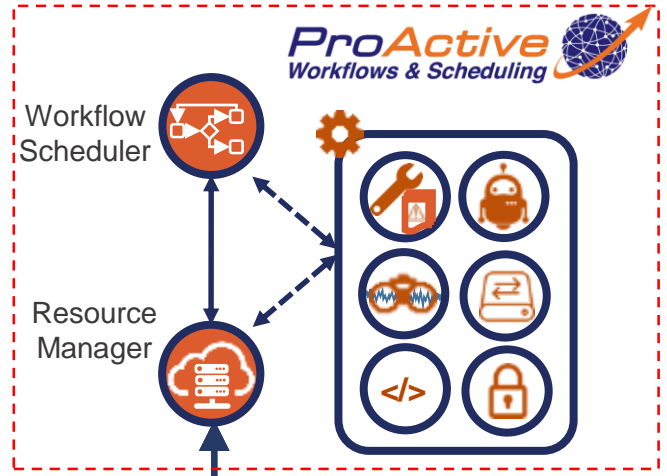 ProActive
Workflows & Scheduling
Workflow
Scheduler
Resource
Manager
</>